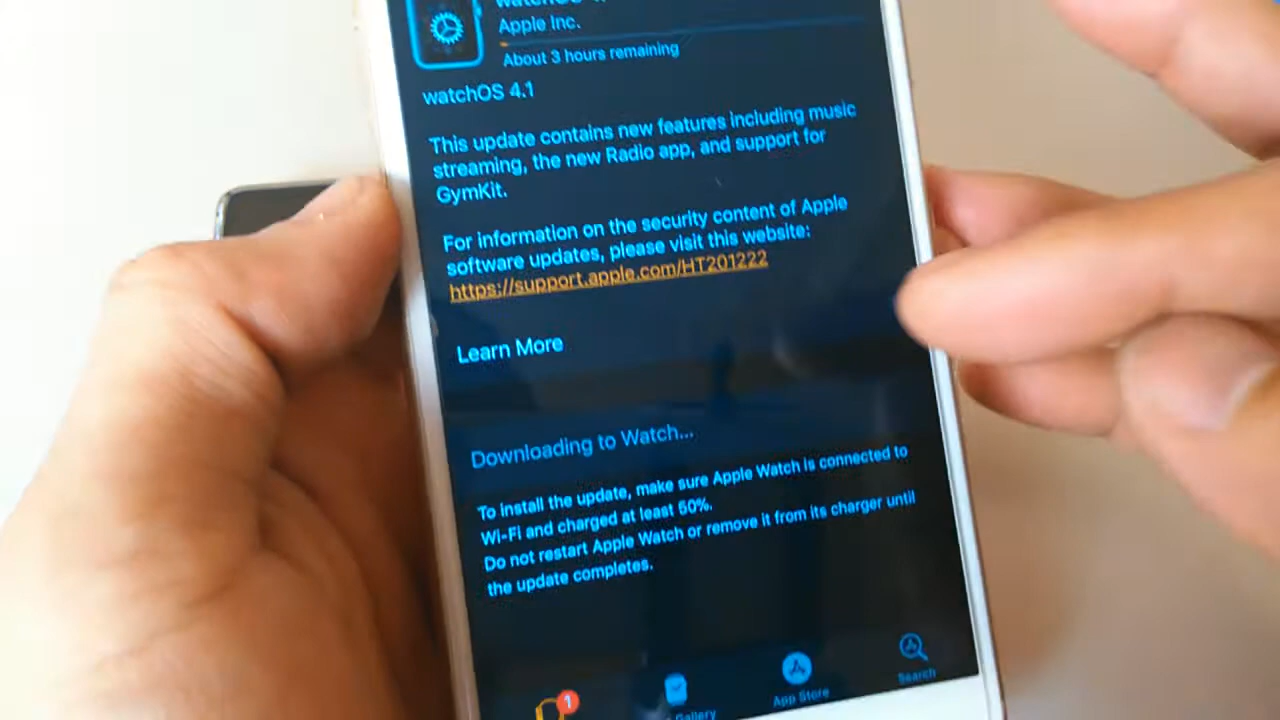 Apple Inc.
About 3 hours remaining
watchOS 4.1
This update contains new features including music
streaming, the new Radio app, and support for
GymKit.
For information on the security content of Apple
software updates, please visit this website:
https://support.apple.com/HT201222
Learn More
Downloading to Watch...
To install the update, make sure Apple Watch is connected to
Wi-Fi and charged at least 50%.
Do not restart Apple Watch or remove it from its charger until
the update completes.
1
Gallery
App Store
Search